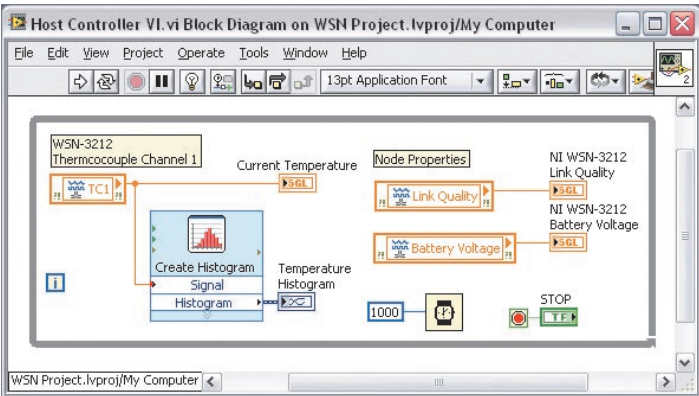 Host Controller VI.vi Block Diagram on WSN Project.lvproj/My Computer
File Edit View Project Operate Tools Window Help
13pt Application Font
2
WSN-3212
Thermcocouple Channel 1
TC1
Current Temperature
SGL
Node Properties
Link Quality
NI WSN-3212
Link Quality
SGL
Battery Voltage
NI WSN-3212
Battery Voltage
SGL
Create Histogram
Signal
Histogram
Temperature
Histogram
i
1000
STOP
TF
WSN Project.lvproj/My Computer